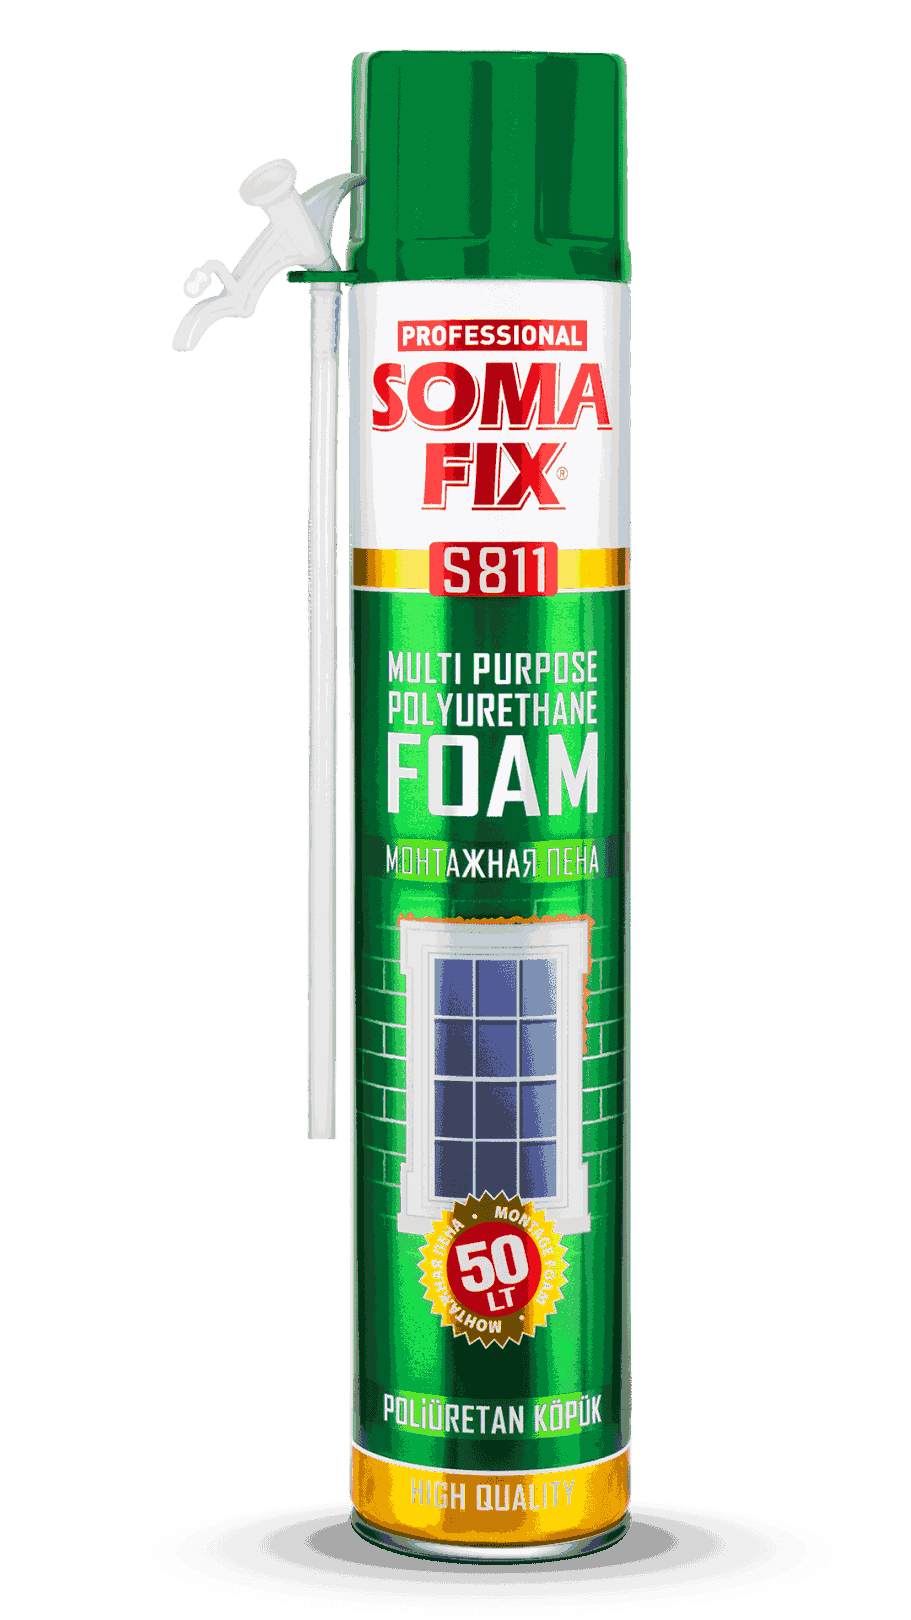 PROFESSIONAL
SOMA
FIX®
S811
MULTI PURPOSE
POLYURETHANE
FOAM
МОНТАЖНАЯ ПЕНА
МОНТАЖНАЯ ПЕНА • MONTAGE FOAM •
50
LT
POLİÜRETAN KÖPÜK
HIGH QUALITY